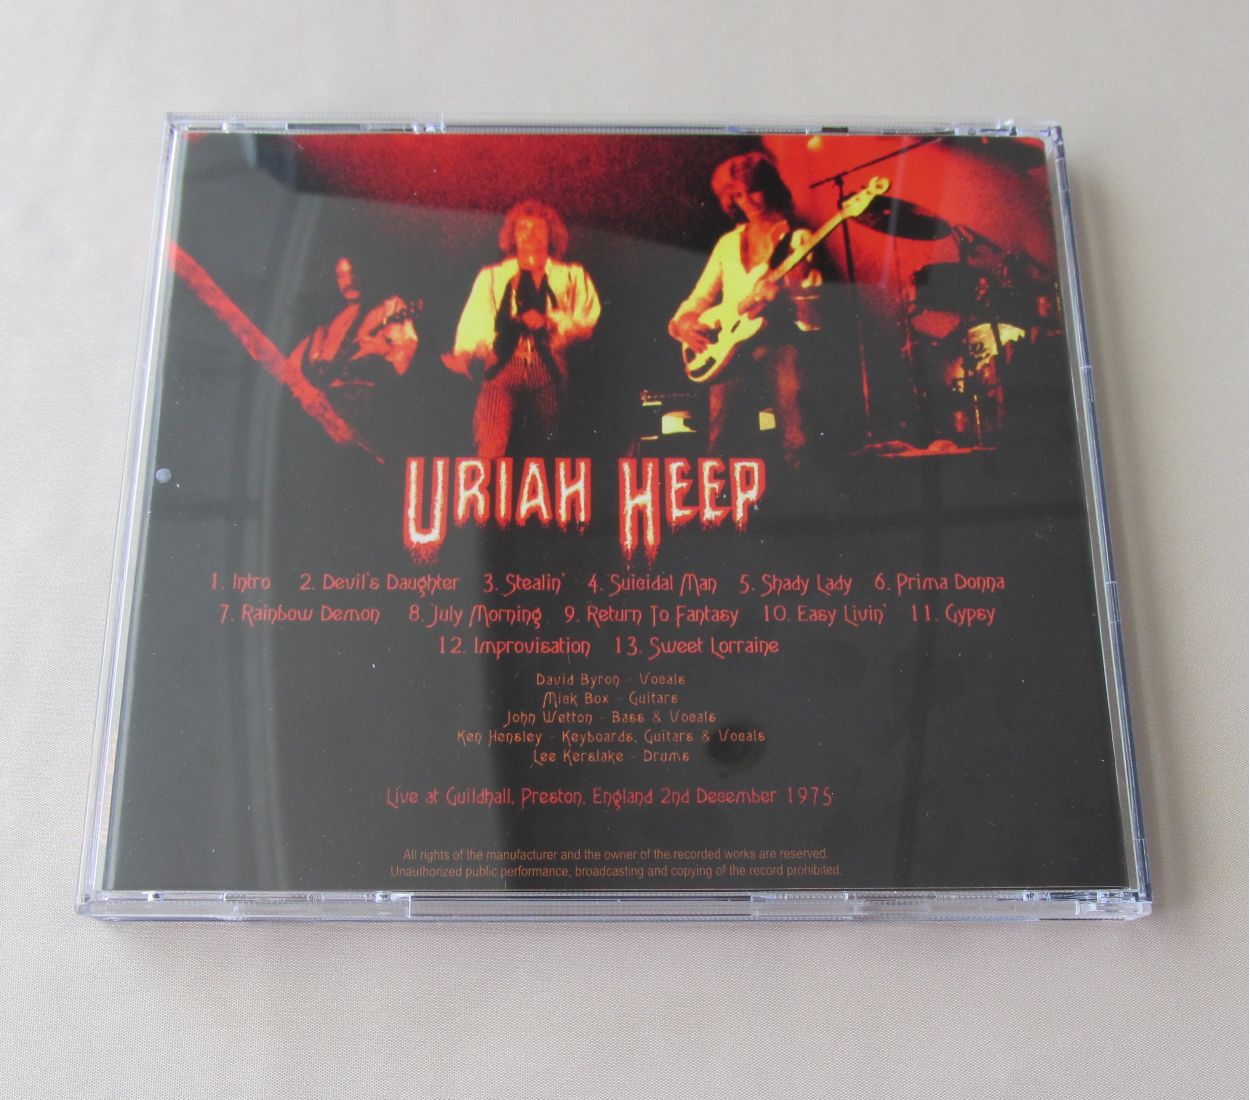 URIAH HEEP
1. Intro 2. Devil's Daughter 3. Stealin' 4. Suicidal Man 5. Shady Lady 6. Prima Donna
7. Rainbow Demon 8. July Morning 9. Return To Fantasy 10. Easy Livin' 11. Gypsy
12. Improvisation 13. Sweet Lorraine
David Byron - Vocals
Mick Box - Guitars
John Wetton - Bass & Vocals
Ken Hensley - Keyboards, Guitars & Vocals
Lee Kerslake - Drums
Live at Guildhall, Preston, England 2nd December 1975
All rights of the manufacturer and the owner of the recorded works are reserved.
Unauthorized public performance, broadcasting and copying of the record prohibited.